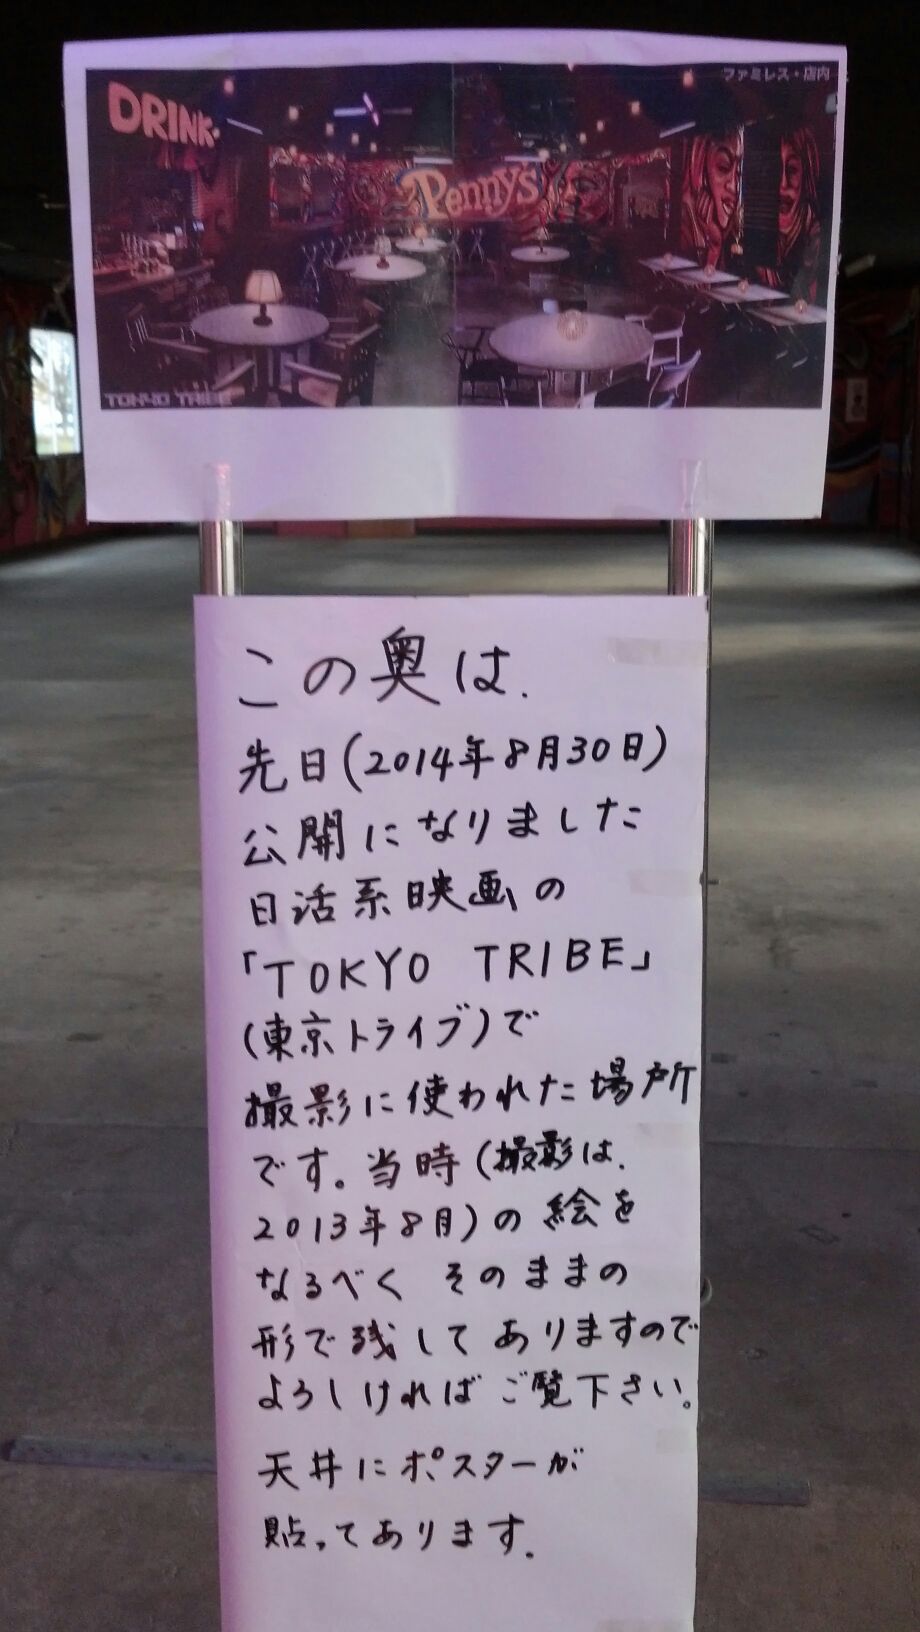 ファミレス・店内
DRINK
Penny's
TOKYO TRIBE
この奥は.
先日(2014年8月30日)
公開になりました
日活系映画の
「TOKYO TRIBE」
(東京トライブ)で
撮影に使われた場所
です。当時(撮影は.
2013年8月)の絵を
なるべく そのままの
形で残してありますので
よろしければご覧下さい。
天井にポスターが
貼ってあります.